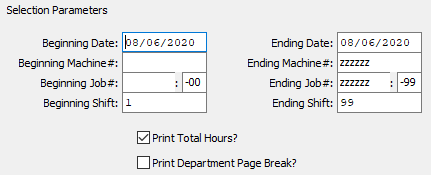 Selection Parameters
Beginning Date: 08/06/2020 Ending Date: 08/06/2020
Beginning Machine#: Ending Machine#: zzzzzz
Beginning Job#: : -00 Ending Job#: zzzzzz : -99
Beginning Shift: 1 Ending Shift: 99
Print Total Hours?
Print Department Page Break?